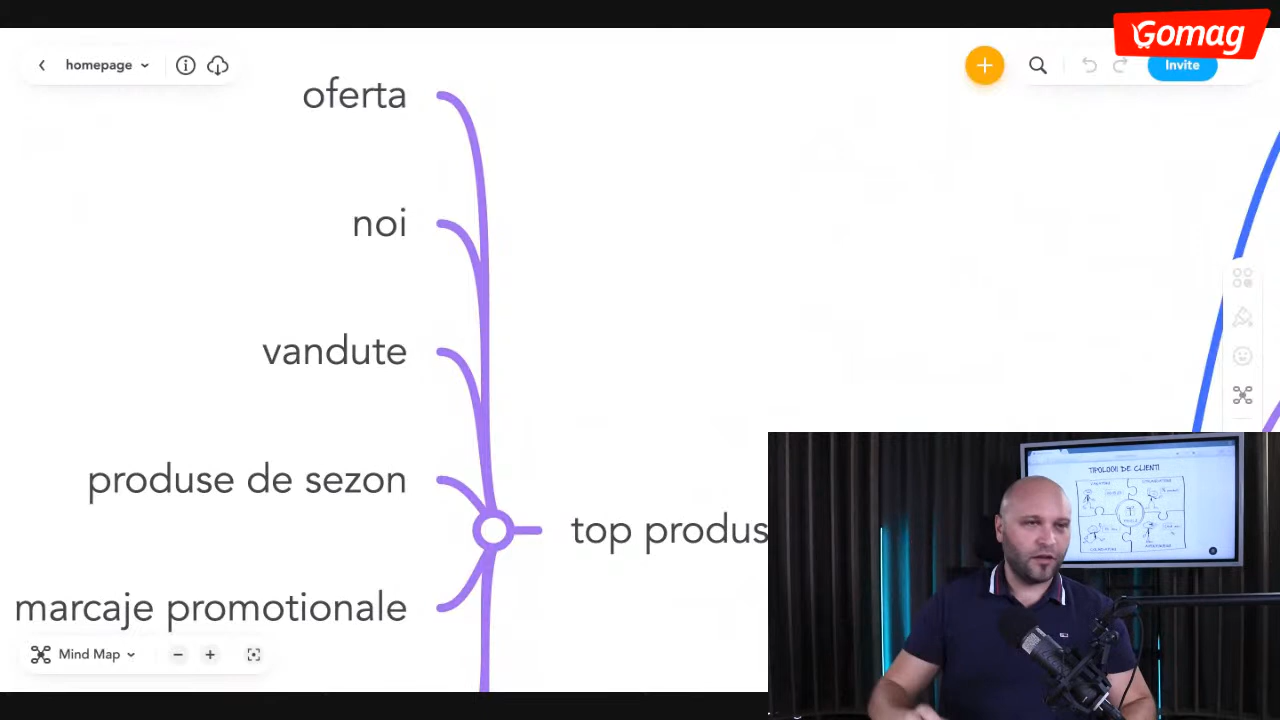 Gomag
homepage
Invite
oferta
noi
vandute
produse de sezon
top produs
marcaje promotionale
Mind Map
TIPOLOGII DE CLIENTI